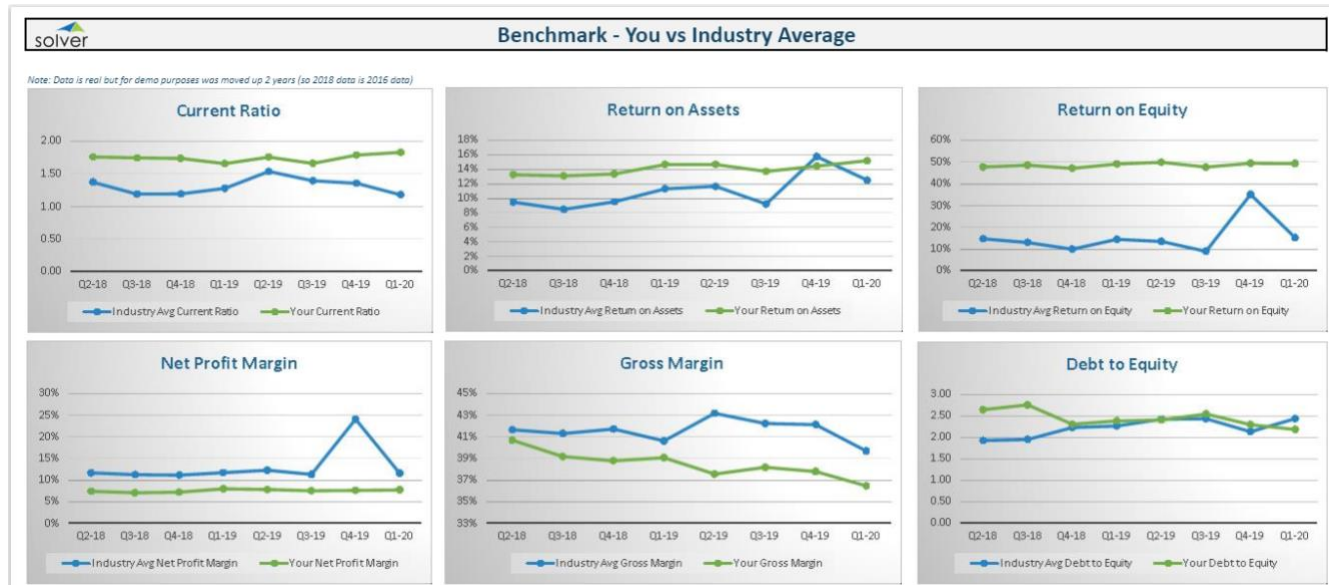 solver
Benchmark - You vs Industry Average
Note: Data is real but for demo purposes was moved up 2 years (so 2018 data is 2016 data)
Current Ratio
2.00
1.50
1.00
0.50
0.00
Q2-18 Q3-18 Q4-18 Q1-19 Q2-19 Q3-19 Q4-19 Q1-20
Industry Avg Current Ratio Your Current Ratio
Return on Assets
18%
16%
14%
12%
10%
8%
6%
4%
2%
0%
Q2-18 Q3-18 Q4-18 Q1-19 Q2-19 Q3-19 Q4-19 Q1-20
Industry Avg Return on Assets Your Return on Assets
Return on Equity
60%
50%
40%
30%
20%
10%
0%
Q2-18 Q3-18 Q4-18 Q1-19 Q2-19 Q3-19 Q4-19 Q1-20
Industry Avg Return on Equity Your Return on Equity
Net Profit Margin
30%
25%
20%
15%
10%
5%
0%
Q2-18 Q3-18 Q4-18 Q1-19 Q2-19 Q3-19 Q4-19 Q1-20
Industry Avg Net Profit Margin Your Net Profit Margin
Gross Margin
45%
43%
41%
39%
37%
35%
33%
Q2-18 Q3-18 Q4-18 Q1-19 Q2-19 Q3-19 Q4-19 Q1-20
Industry Avg Gross Margin Your Gross Margin
Debt to Equity
3.00
2.50
2.00
1.50
1.00
0.50
0.00
Q2-18 Q3-18 Q4-18 Q1-19 Q2-19 Q3-19 Q4-19 Q1-20
Industry Avg Debt to Equity Your Debt to Equity